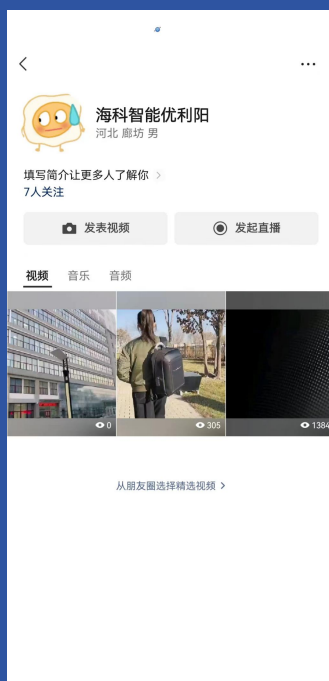 海科智能优利阳
河北 廊坊 男
填写简介让更多人了解你
7人关注
发表视频
发起直播
视频 音乐 音频
0
305
1384
从朋友圈选择精选视频